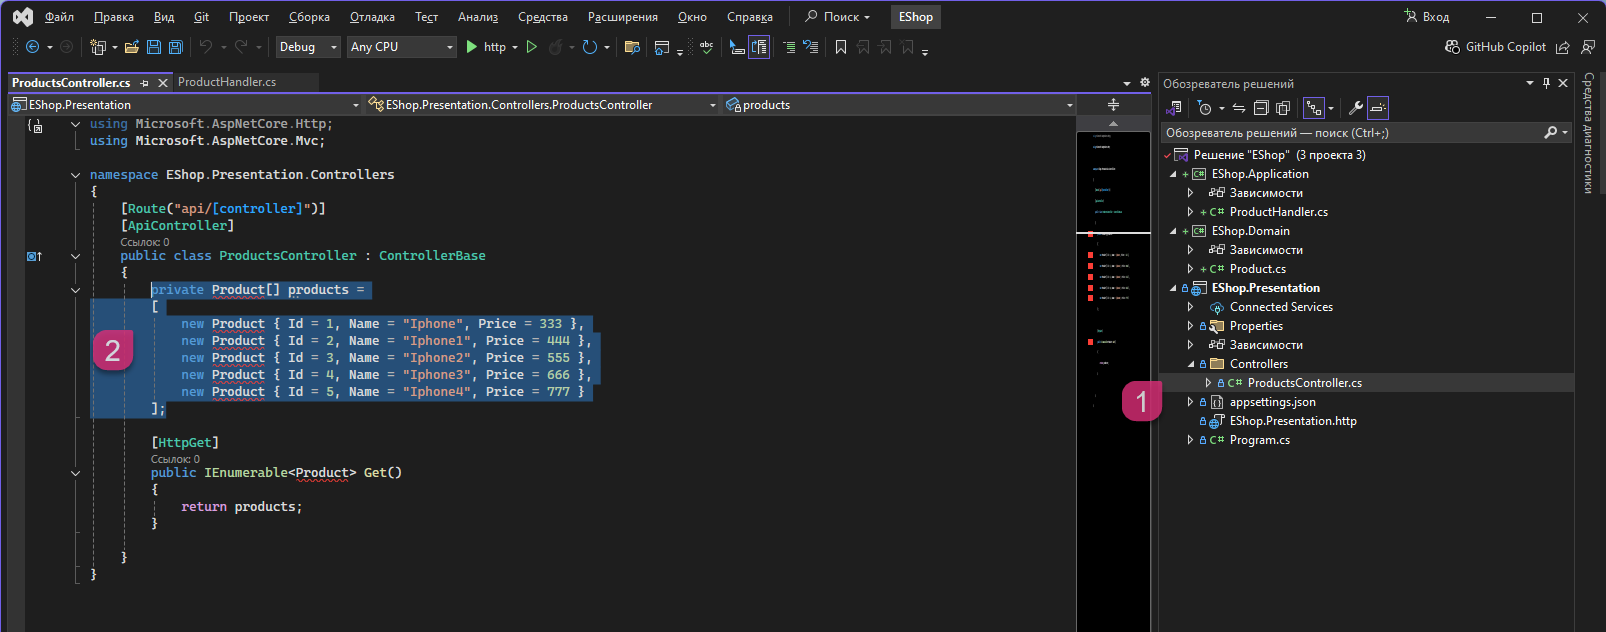 Файл Правка Вид Git Проект Сборка Отладка Тест Анализ Средства Расширения Окно Справка Поиск EShop Вход
Debug Any CPU http abc GitHub Copilot
ProductsController.cs ProductHandler.cs
EShop.Presentation EShop.Presentation.Controllers.ProductsController products
using Microsoft.AspNetCore.Http;
using Microsoft.AspNetCore.Mvc;
namespace EShop.Presentation.Controllers
{
[Route("api/[controller]")]
[ApiController]
Ссылок: 0
public class ProductsController : ControllerBase
{
private Product[] products =
[
new Product { Id = 1, Name = "Iphone", Price = 333 },
new Product { Id = 2, Name = "Iphone1", Price = 444 },
new Product { Id = 3, Name = "Iphone2", Price = 555 },
new Product { Id = 4, Name = "Iphone3", Price = 666 },
new Product { Id = 5, Name = "Iphone4", Price = 777 }
];
2
[HttpGet]
Ссылок: 0
public IEnumerable<Product> Get()
{
return products;
}
}
}
Обозреватель решений
Обозреватель решений — поиск (Ctrl+;)
Решение "EShop" (3 проекта 3)
EShop.Application
Зависимости
C# ProductHandler.cs
EShop.Domain
Зависимости
C# Product.cs
EShop.Presentation
Connected Services
Properties
Зависимости
Controllers
C# ProductsController.cs
1
appsettings.json
EShop.Presentation.http
C# Program.cs
Средства диагностики